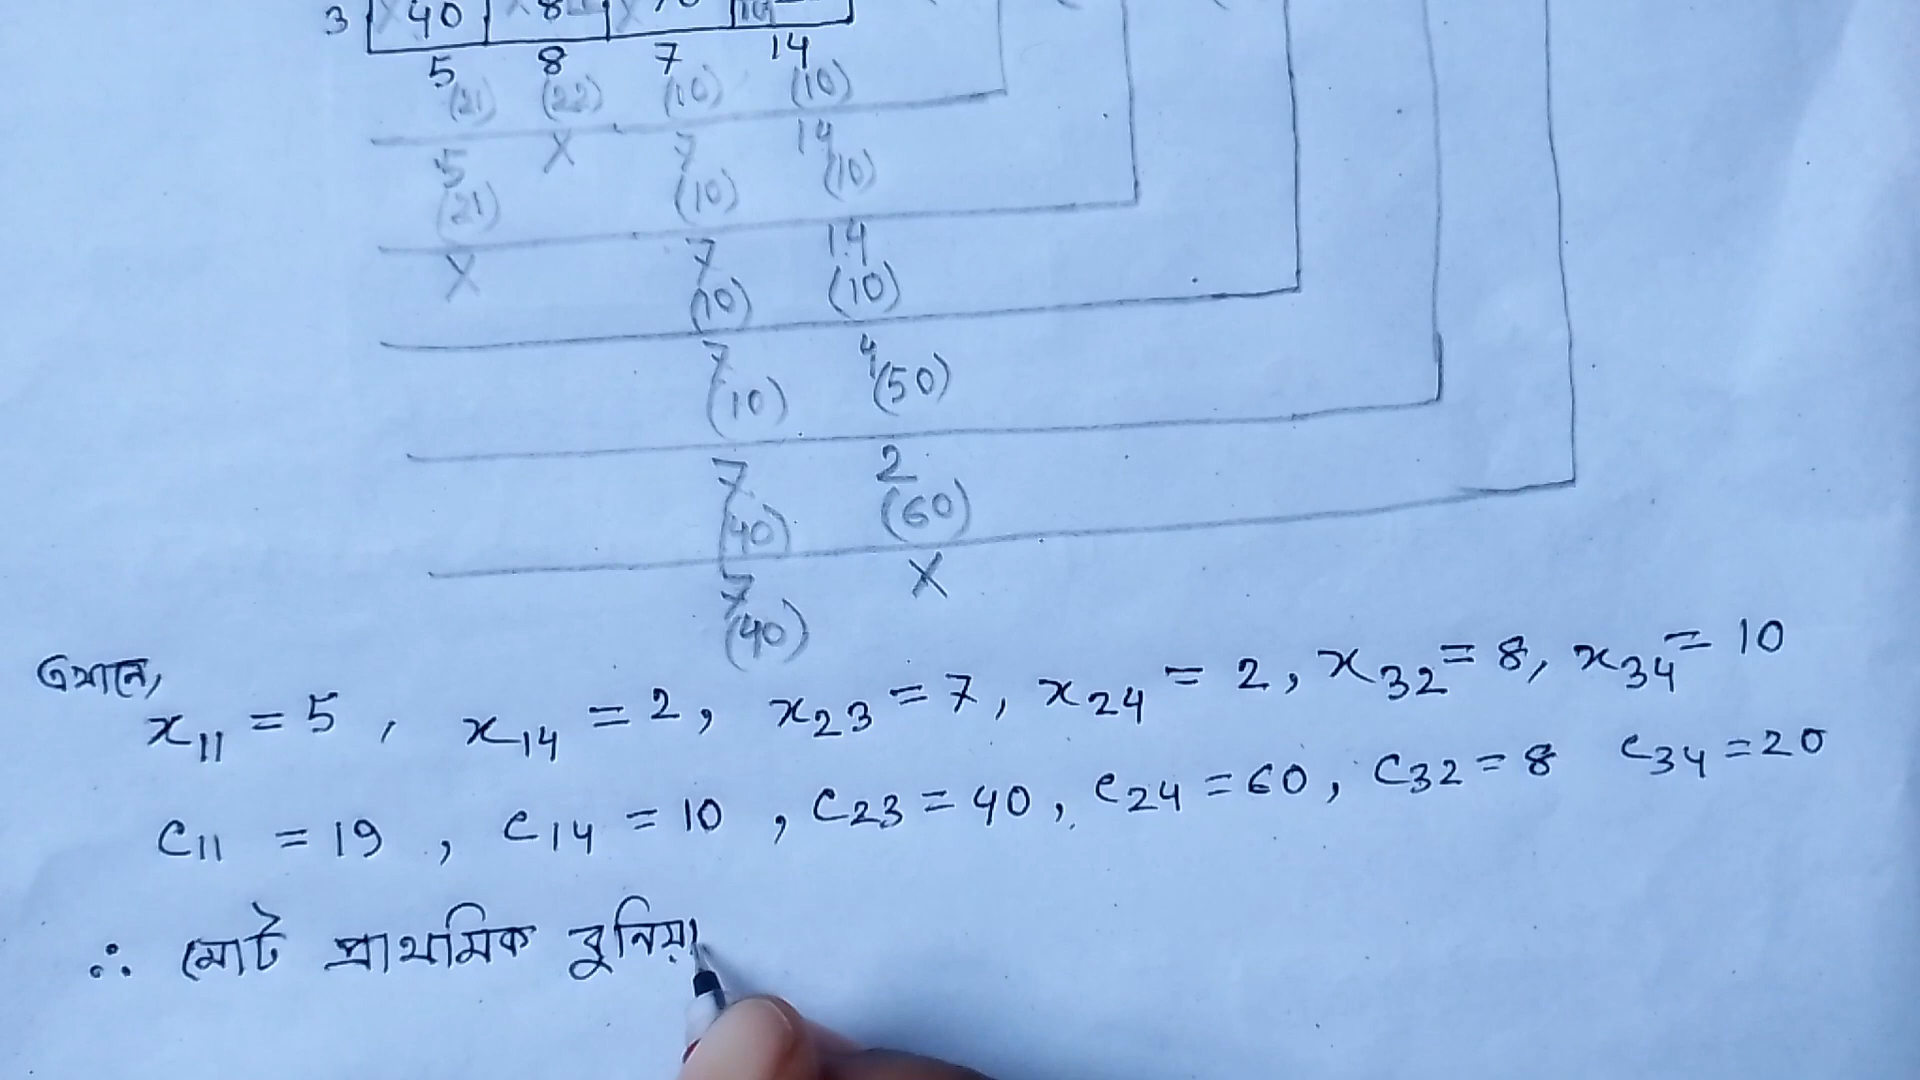 3 40 8
5 8 7 14
(21) (22) (10) (10)
5 X 7 14
(21) (10) (10)
X 7 14
(10) (10)
7 4
(10) (50)
7 2
(40) (60)
7 X
(40)
এখানে,
x₁₁ = 5, x₁₄ = 2, x₂₃ = 7, x₂₄ = 2, x₃₂ = 8, x₃₄ = 10
c₁₁ = 19, c₁₄ = 10, c₂₃ = 40, c₂₄ = 60, c₃₂ = 8 c₃₄ = 20
∴ মোট প্রাথমিক বুনিয়া